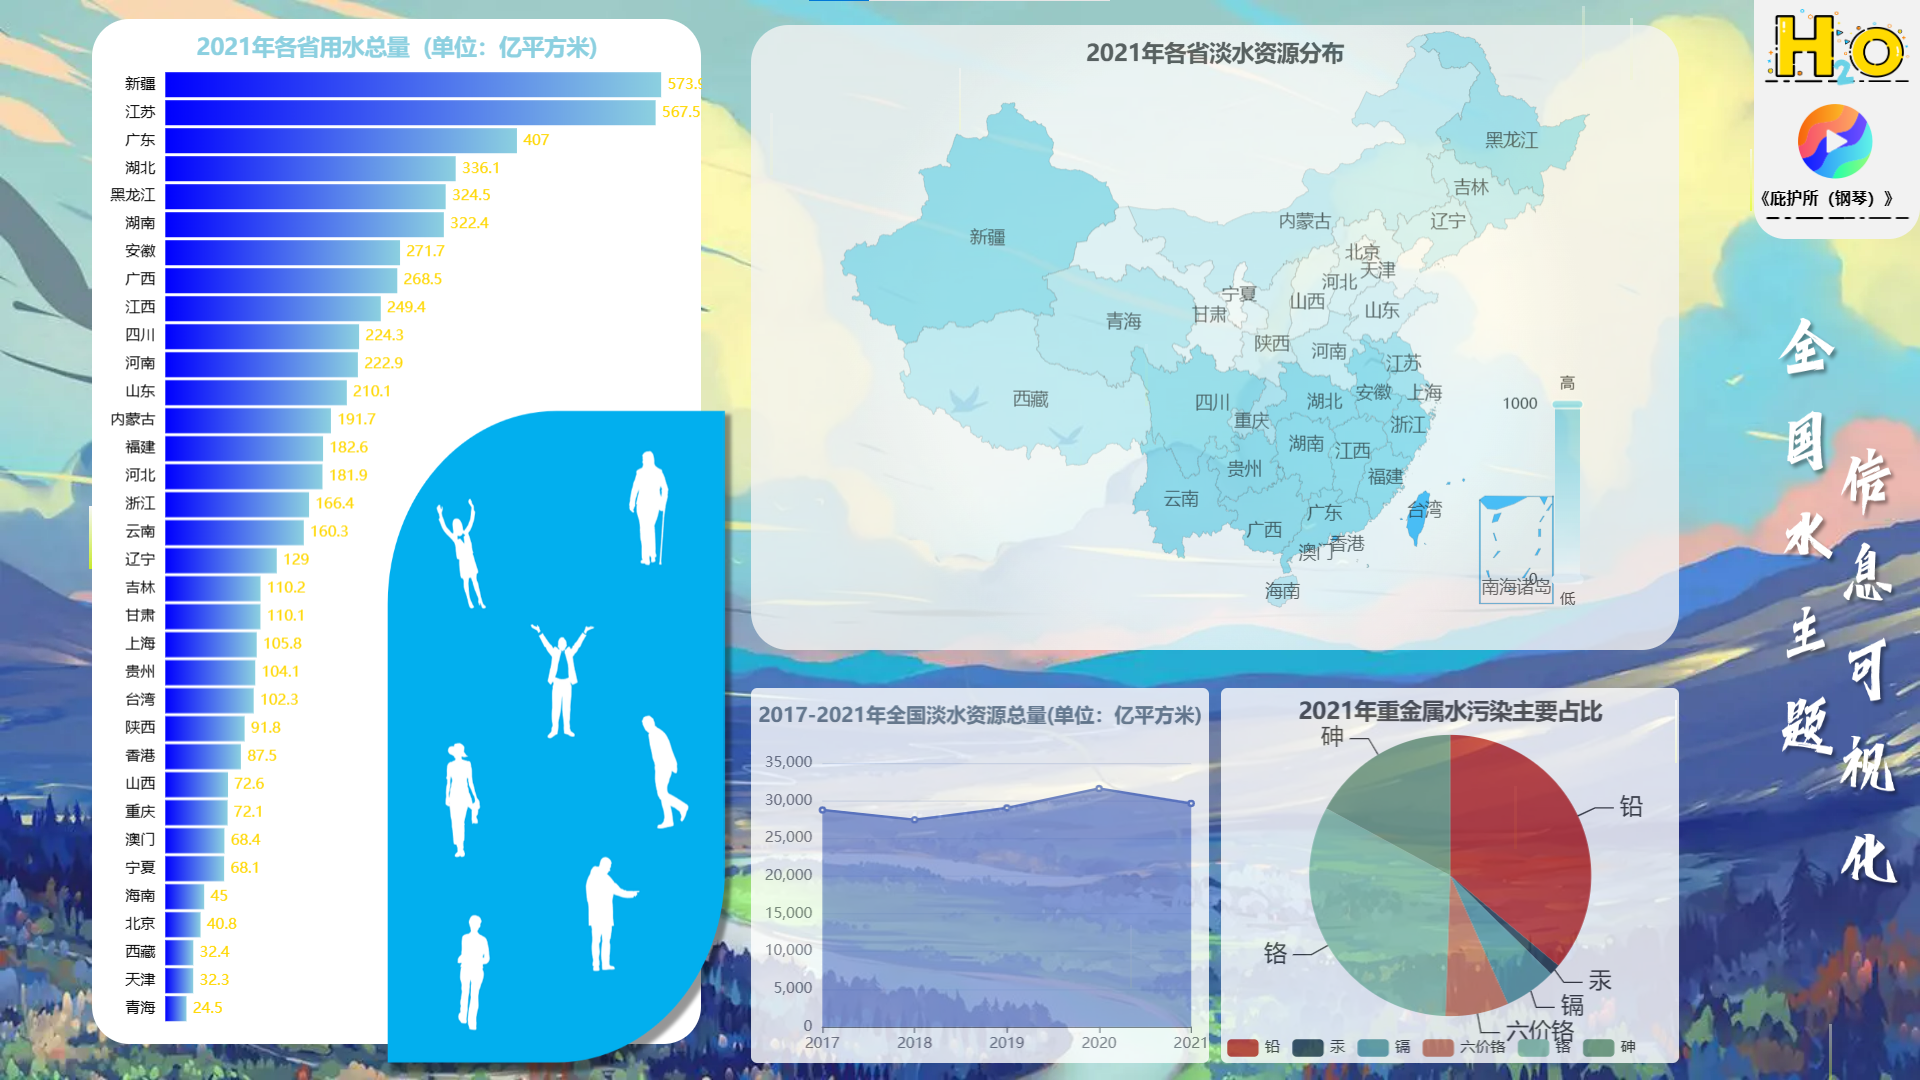 2021年各省用水总量 (单位：亿平方米)
新疆 573.9
江苏 567.5
广东 407
湖北 336.1
黑龙江 324.5
湖南 322.4
安徽 271.7
广西 268.5
江西 249.4
四川 224.3
河南 222.9
山东 210.1
内蒙古 191.7
福建 182.6
河北 181.9
浙江 166.4
云南 160.3
辽宁 129
吉林 110.2
甘肃 110.1
上海 105.8
贵州 104.1
台湾 102.3
陕西 91.8
香港 87.5
山西 72.6
重庆 72.1
澳门 68.4
宁夏 68.1
海南 45
北京 40.8
西藏 32.4
天津 32.3
青海 24.5
2021年各省淡水资源分布
黑龙江
吉林
内蒙古
辽宁
新疆
北京
天津
河北
宁夏
山西
甘肃
山东
青海
陕西
河南
江苏
西藏
四川
湖北
安徽
上海
重庆
浙江
湖南
江西
贵州
福建
云南
广东
台湾
广西
香港
澳门
海南
南海诸岛
高
1000
0
低
2017-2021年全国淡水资源总量(单位：亿平方米)
35,000
30,000
25,000
20,000
15,000
10,000
5,000
0
2017 2018 2019 2020 2021
2021年重金属水污染主要占比
砷
铅
铬
汞
镉
六价铬
铅 汞 镉 六价铬 铬 砷
H2O
《庇护所（钢琴）》
全国水主题
信息可视化